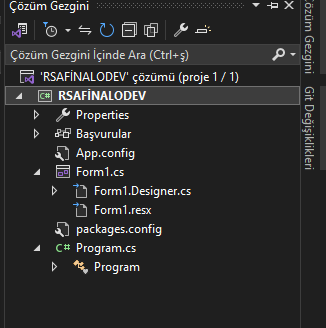 Çözüm Gezgini
Çözüm Gezgini İçinde Ara (Ctrl+ş)
'RSAFİNALODEV' çözümü (proje 1 / 1)
RSAFİNALODEV
Properties
Başvurular
App.config
Form1.cs
Form1.Designer.cs
Form1.resx
packages.config
Program.cs
Program
Çözüm Gezgini
Git Değişiklikleri